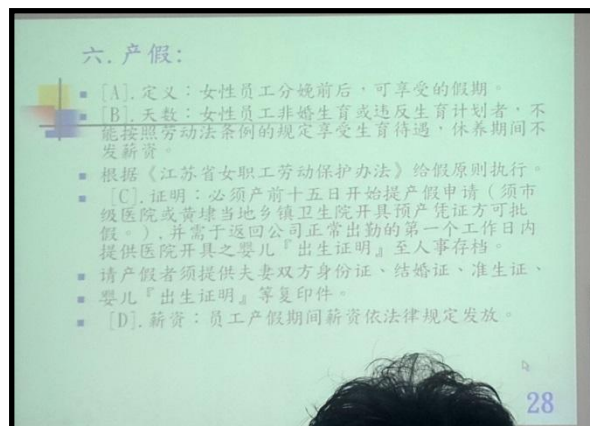 六.产假:
[A].定义：女性员工分娩前后，可享受的假期。
[B].天数：女性员工非婚生育或违反生育计划者，不
能按照劳动法条例的规定享受生育待遇，休养期间不
发薪资。
根据《江苏省女职工劳动保护办法》给假原则执行。
[C].证明：必须产前十五日开始提产假申请（须市
级医院或黄埭当地乡镇卫生院开具预产凭证方可批
假。）,并需于返回公司正常出勤的第一个工作日内
提供医院开具之婴儿『出生证明』至人事存档。
请产假者须提供夫妻双方身份证、结婚证、准生证、
婴儿『出生证明』等复印件。
[D].薪资：员工产假期间薪资依法律规定发放。
28